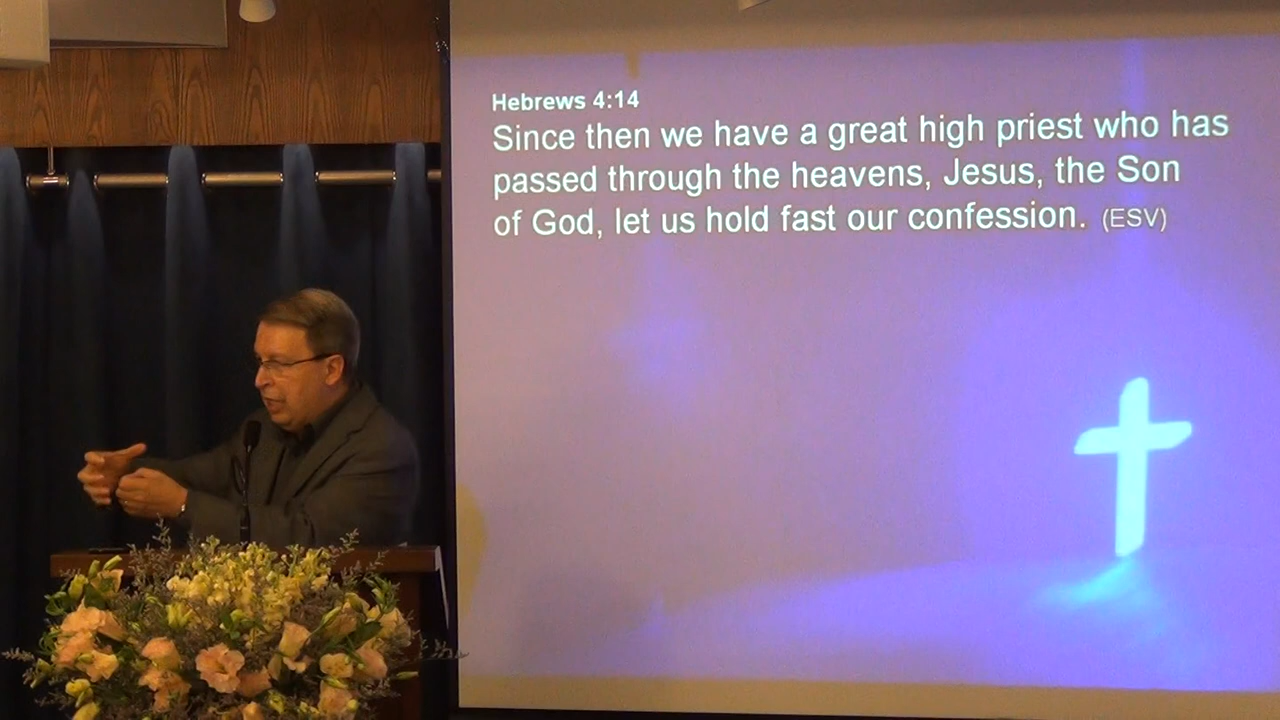 Hebrews 4:14
Since then we have a great high priest who has
passed through the heavens, Jesus, the Son
of God, let us hold fast our confession. (ESV)